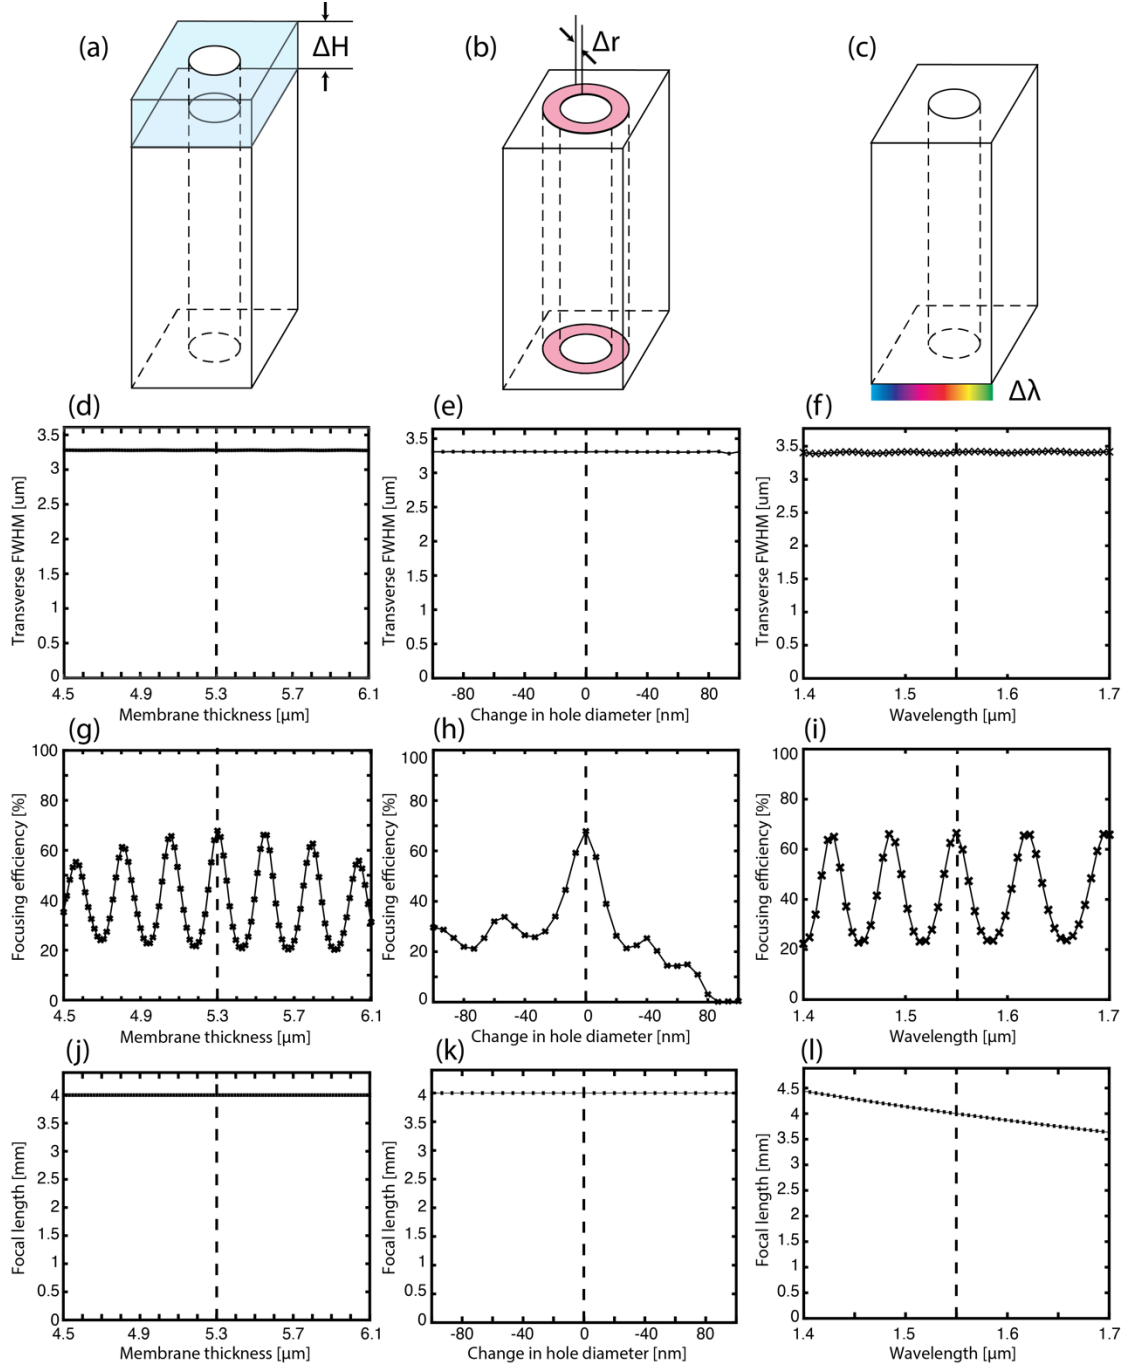 (a)
ΔH
(b)
Δr
(c)
Δλ
(d)
Transverse FWHM [um]
3.5
3
2.5
2
1.5
1
0.5
0
4.5 4.9 5.3 5.7 6.1
Membrane thickness [μm]
(e)
Transverse FWHM [um]
3.5
3
2.5
2
1.5
1
0.5
0
-80 -40 0 -40 80
Change in hole diameter [nm]
(f)
Transverse FWHM [um]
3.5
3
2.5
2
1.5
1
0.5
0
1.4 1.5 1.6 1.7
Wavelength [μm]
(g)
Focusing efficiency [%]
100
80
60
40
20
0
4.5 4.9 5.3 5.7 6.1
Membrane thickness [μm]
(h)
Focusing efficiency [%]
100
80
60
40
20
0
-80 -40 0 -40 80
Change in hole diameter [nm]
(i)
Focusing efficiency [%]
100
80
60
40
20
0
1.4 1.5 1.6 1.7
Wavelength [μm]
(j)
Focal length [mm]
4
3.5
3
2.5
2
1.5
1
0.5
0
4.5 4.9 5.3 5.7 6.1
Membrane thickness [μm]
(k)
Focal length [mm]
4
3.5
3
2.5
2
1.5
1
0.5
0
-80 -40 0 -40 80
Change in hole diameter [nm]
(l)
Focal length [mm]
4.5
4
3.5
3
2.5
2
1.5
1
0.5
0
1.4 1.5 1.6 1.7
Wavelength [μm]